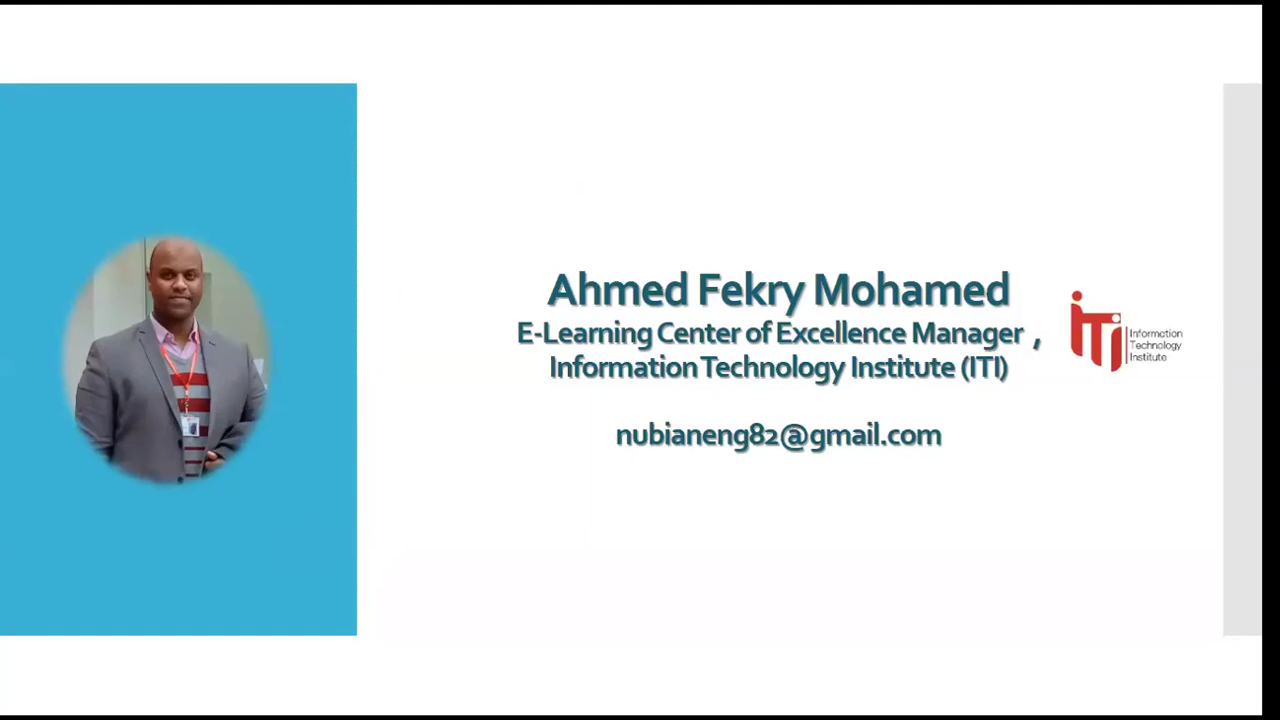 Ahmed Fekry Mohamed
E-Learning Center of Excellence Manager ,
Information Technology Institute (ITI)
nubianeng82@gmail.com
iTi
Information
Technology
Institute